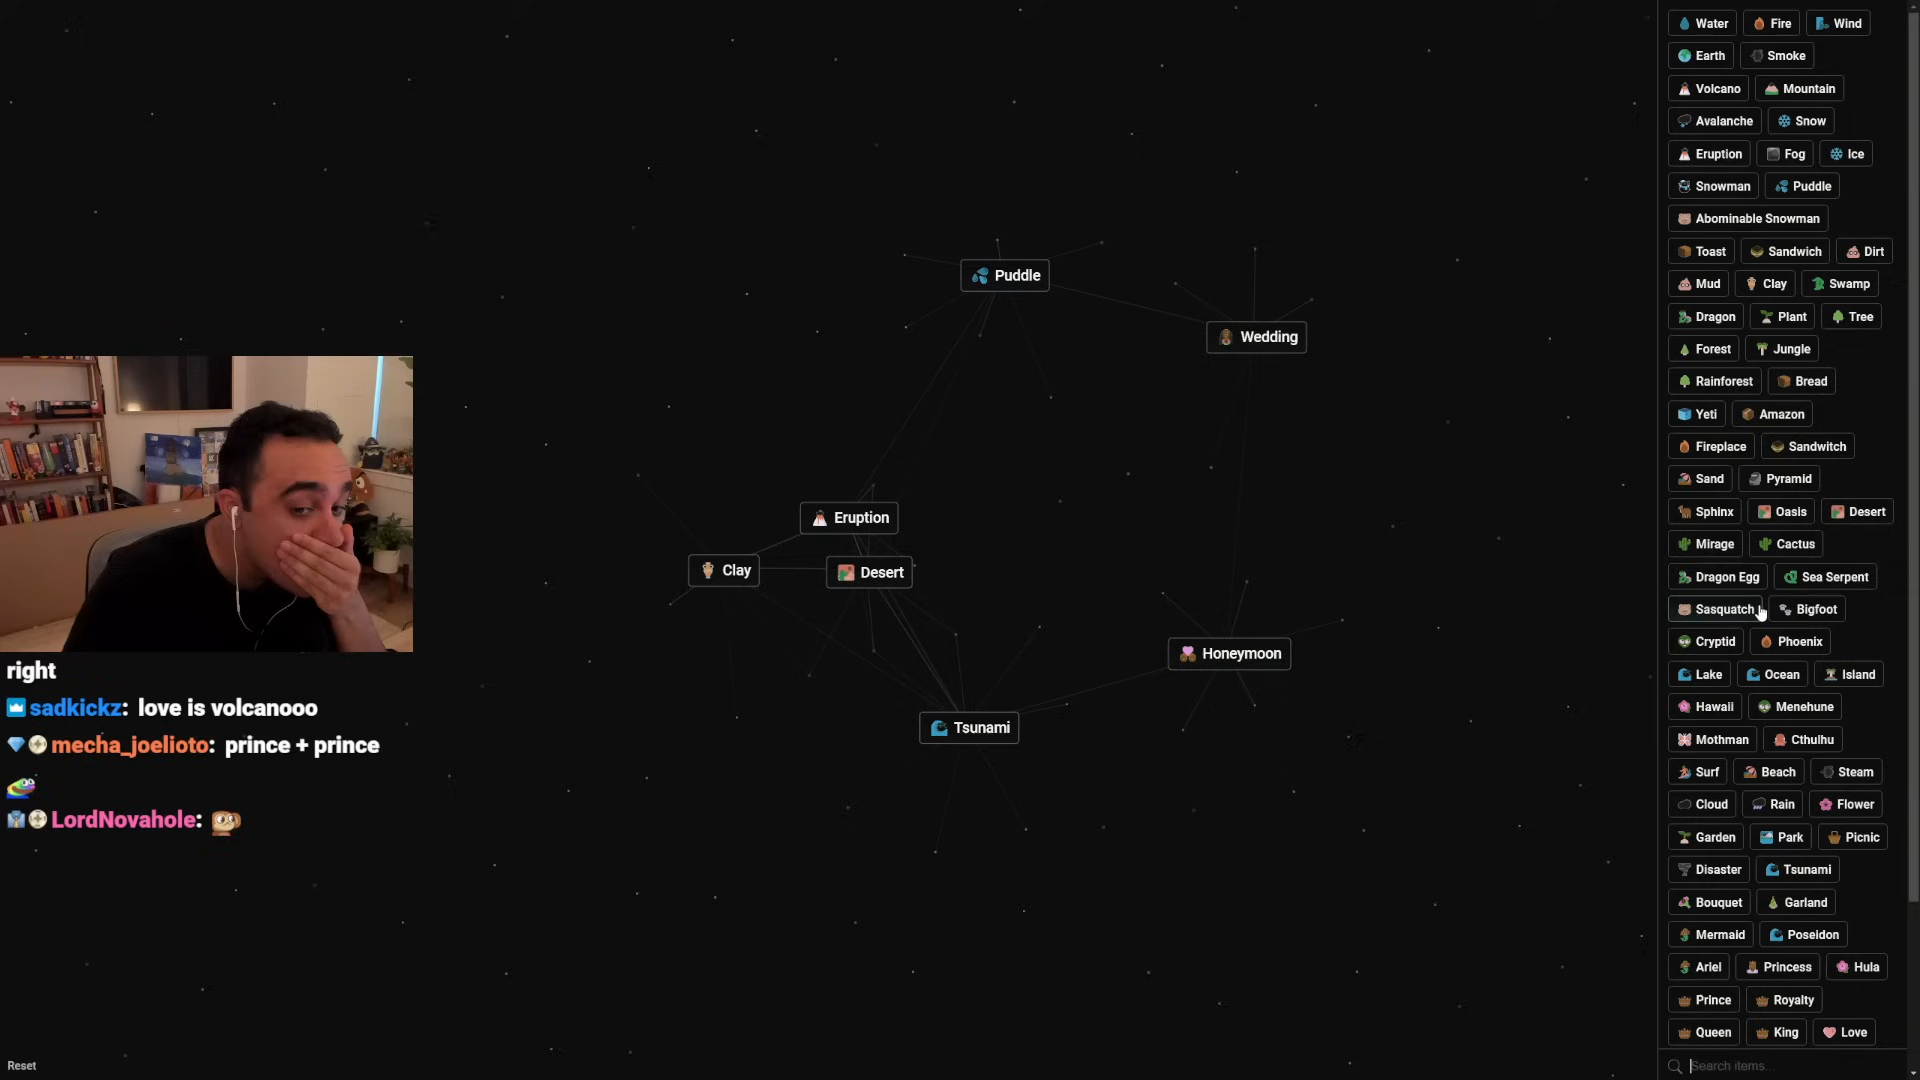 Water Fire Wind
Earth Smoke
Volcano Mountain
Avalanche Snow
Eruption Fog Ice
Snowman Puddle
Abominable Snowman
Toast Sandwich Dirt
Mud Clay Swamp
Dragon Plant Tree
Forest Jungle
Rainforest Bread
Yeti Amazon
Fireplace Sandwitch
Sand Pyramid
Sphinx Oasis Desert
Mirage Cactus
Dragon Egg Sea Serpent
Sasquatch Bigfoot
Cryptid Phoenix
Lake Ocean Island
Hawaii Menehune
Mothman Cthulhu
Surf Beach Steam
Cloud Rain Flower
Garden Park Picnic
Disaster Tsunami
Bouquet Garland
Mermaid Poseidon
Ariel Princess Hula
Prince Royalty
Queen King Love
Search items...
Puddle
Wedding
Eruption
Clay
Desert
Honeymoon
Tsunami
right
sadkickz: love is volcanooo
mecha_joelioto: prince + prince
LordNovahole:
Reset